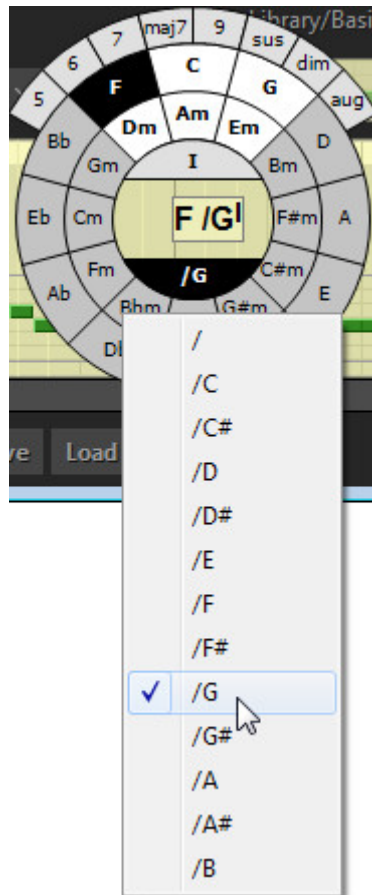 Library/Basi
5 6 7 maj7 9 sus dim aug
Bb F C G D
Gm Dm Am Em Bm
I
Eb Cm F /G F#m A
Ab Fm /G C#m E
Bbm G#m
ve Load
/
/C
/C#
/D
/D#
/E
/F
/F#
/G
/G#
/A
/A#
/B